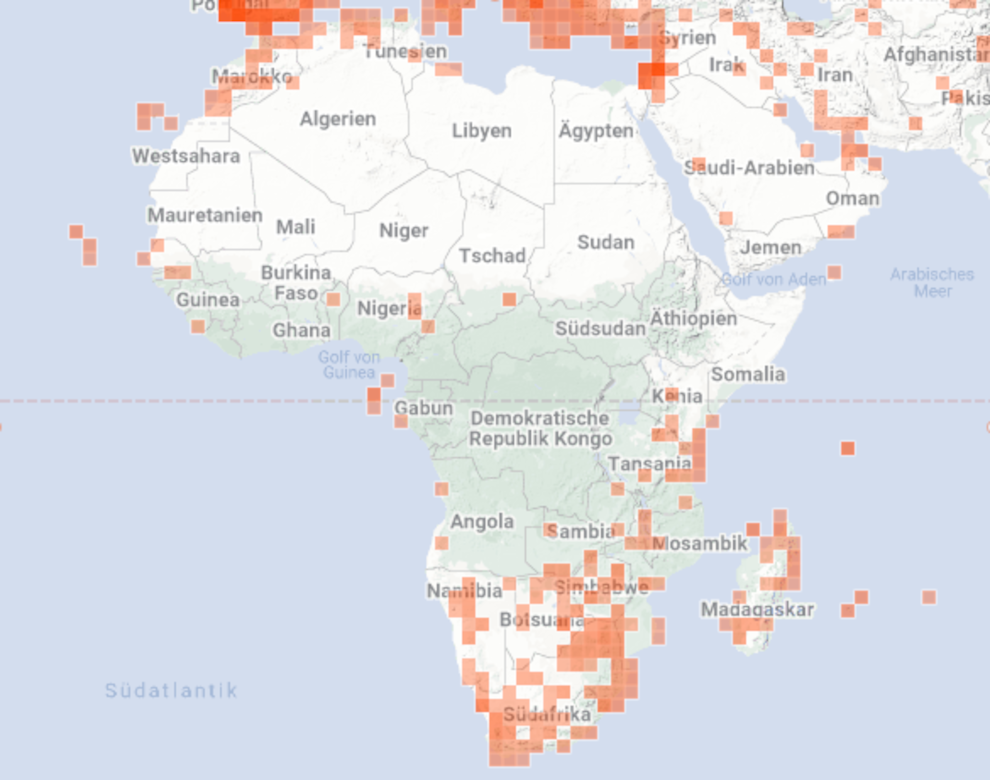 Portugal
Syrien
Tunesien
Afghanistan
Irak
Iran
Marokko
Pakis
Algerien
Libyen
Ägypten
Westsahara
Saudi-Arabien
Oman
Mauretanien
Mali
Niger
Sudan
Jemen
Tschad
Golf von Aden
Arabisches
Meer
Burkina
Faso
Guinea
Nigeria
Äthiopien
Südsudan
Ghana
Golf von
Guinea
Somalia
Kenia
Gabun
Demokratische
Republik Kongo
Tansania
Angola
Sambia
Mosambik
Namibia
Simbabwe
Madagaskar
Botsuana
Südatlantik
Südafrika